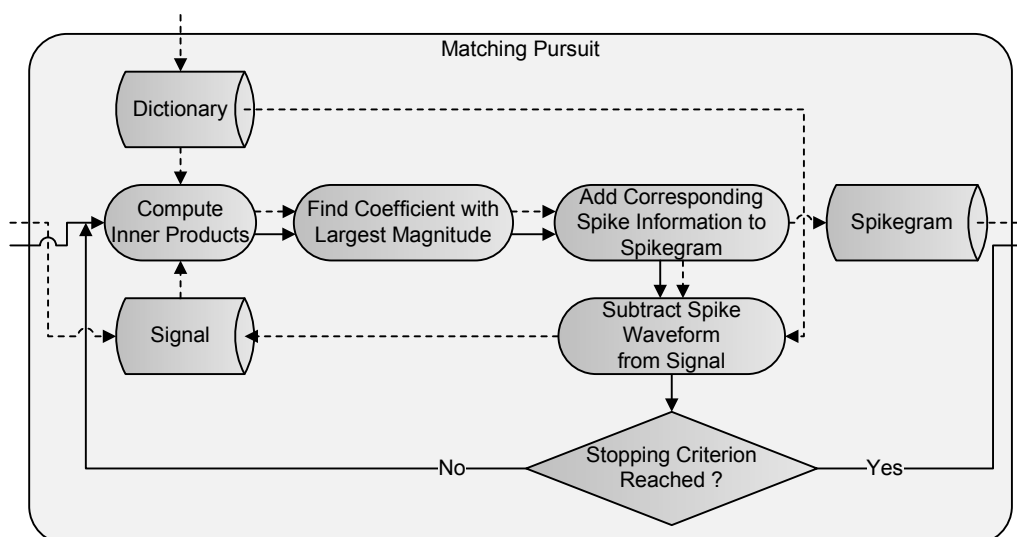 Matching Pursuit
Dictionary
Compute
Inner Products
Find Coefficient with
Largest Magnitude
Add Corresponding
Spike Information to
Spikegram
Spikegram
Signal
Subtract Spike
Waveform
from Signal
Stopping Criterion
Reached ?
No
Yes